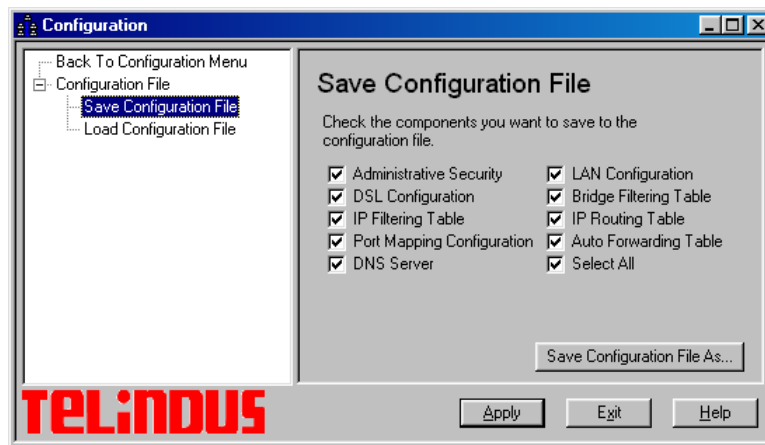 Configuration
Back To Configuration Menu
Configuration File
Save Configuration File
Load Configuration File
Save Configuration File
Check the components you want to save to the
configuration file.
Administrative Security
LAN Configuration
DSL Configuration
Bridge Filtering Table
IP Filtering Table
IP Routing Table
Port Mapping Configuration
Auto Forwarding Table
DNS Server
Select All
Save Configuration File As...
TELiNDUS
Apply
Exit
Help